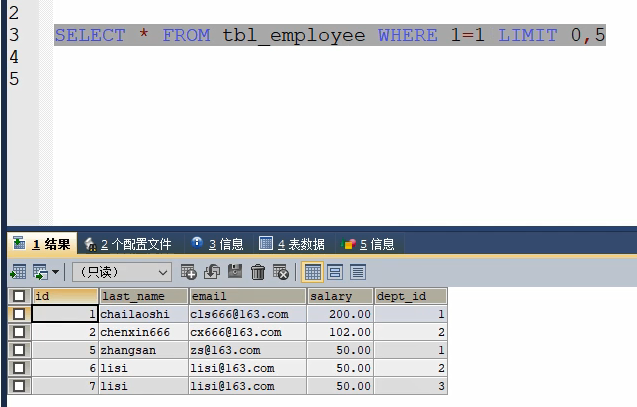 2
3 SELECT * FROM tbl_employee WHERE 1=1 LIMIT 0,5
4
5
1 结果 2 个配置文件 3 信息 4 表数据 5 信息
（只读）
id last_name email salary dept_id
1 chailaoshi cls666@163.com 200.00 1
2 chenxin666 cx666@163.com 102.00 2
5 zhangsan zs@163.com 50.00 1
6 lisi lisi@163.com 50.00 2
7 lisi lisi@163.com 50.00 3